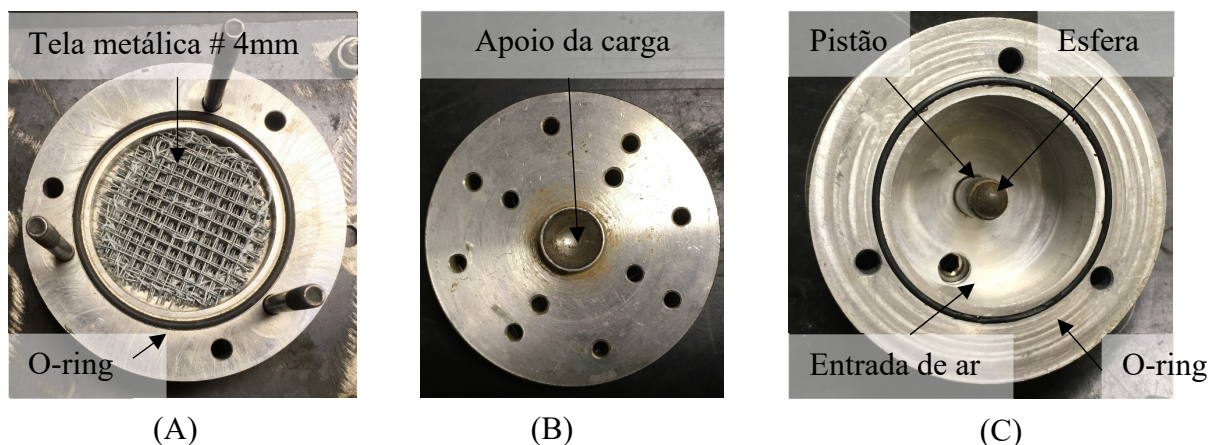 Tela metálica # 4mm
O-ring
(A)
Apoio da carga
(B)
Pistão
Esfera
Entrada de ar
O-ring
(C)